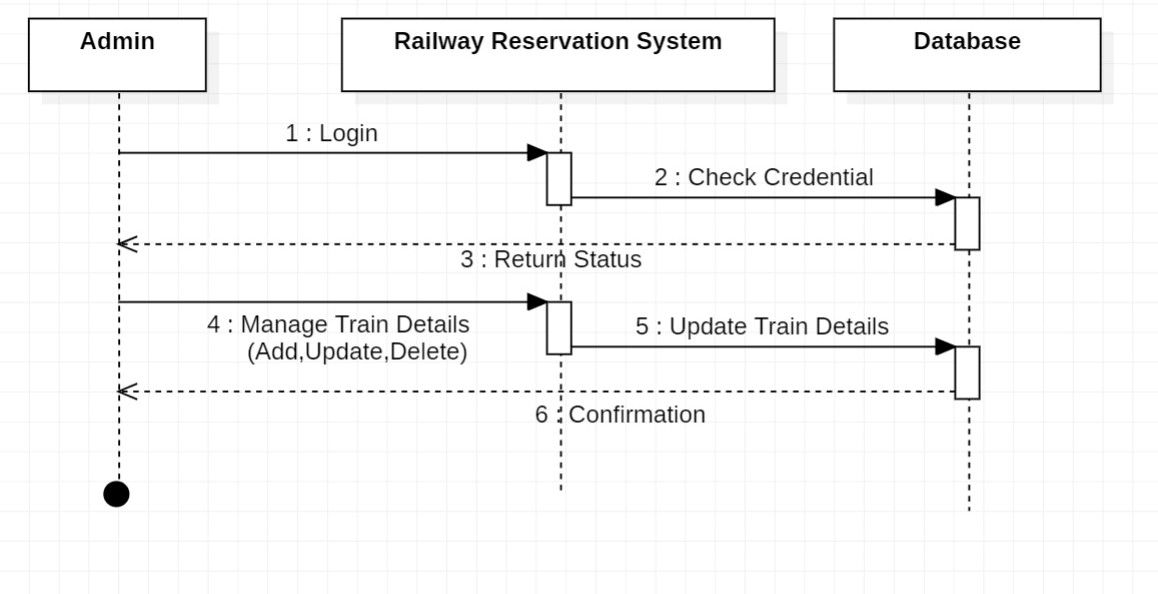 Admin
Railway Reservation System
Database
1 : Login
2 : Check Credential
3 : Return Status
4 : Manage Train Details
(Add,Update,Delete)
5 : Update Train Details
6 : Confirmation